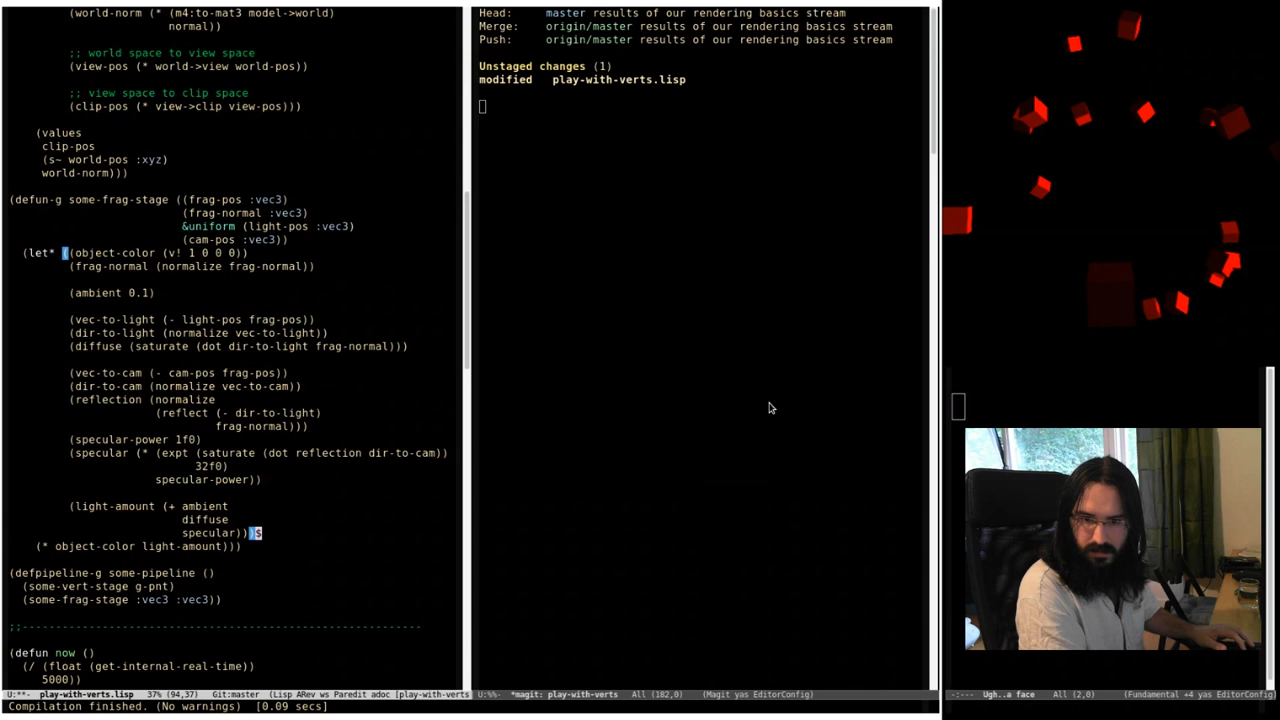 (world-norm (* (m4:to-mat3 model->world)
normal))
;; world space to view space
(view-pos (* world->view world-pos))
;; view space to clip space
(clip-pos (* view->clip view-pos)))
(values
clip-pos
(s~ world-pos :xyz)
world-norm)))
(defun-g some-frag-stage ((frag-pos :vec3)
(frag-normal :vec3)
&uniform (light-pos :vec3)
(cam-pos :vec3))
(let* ((object-color (v! 1 0 0 0))
(frag-normal (normalize frag-normal))
(ambient 0.1)
(vec-to-light (- light-pos frag-pos))
(dir-to-light (normalize vec-to-light))
(diffuse (saturate (dot dir-to-light frag-normal)))
(vec-to-cam (- cam-pos frag-pos))
(dir-to-cam (normalize vec-to-cam))
(reflection (normalize
(reflect (- dir-to-light)
frag-normal)))
(specular-power 1f0)
(specular (* (expt (saturate (dot reflection dir-to-cam))
32f0)
specular-power))
(light-amount (+ ambient
diffuse
specular)))$
(* object-color light-amount)))
(defpipeline-g some-pipeline ()
(some-vert-stage g-pnt)
(some-frag-stage :vec3 :vec3))
;;------------------------------------------------------------
(defun now ()
(/ (float (get-internal-real-time))
5000))
U:**- play-with-verts.lisp 37% (94,37) Git:master (Lisp ARev ws Paredit adoc [play-with-verts
Compilation finished. (No warnings) [0.09 secs]
Head: master results of our rendering basics stream
Merge: origin/master results of our rendering basics stream
Push: origin/master results of our rendering basics stream
Unstaged changes (1)
modified play-with-verts.lisp
U:%%- *magit: play-with-verts All (182,0) (Magit yas EditorConfig)
-:--- Ugh..a face All (2,0) (Fundamental +4 yas EditorConfig)